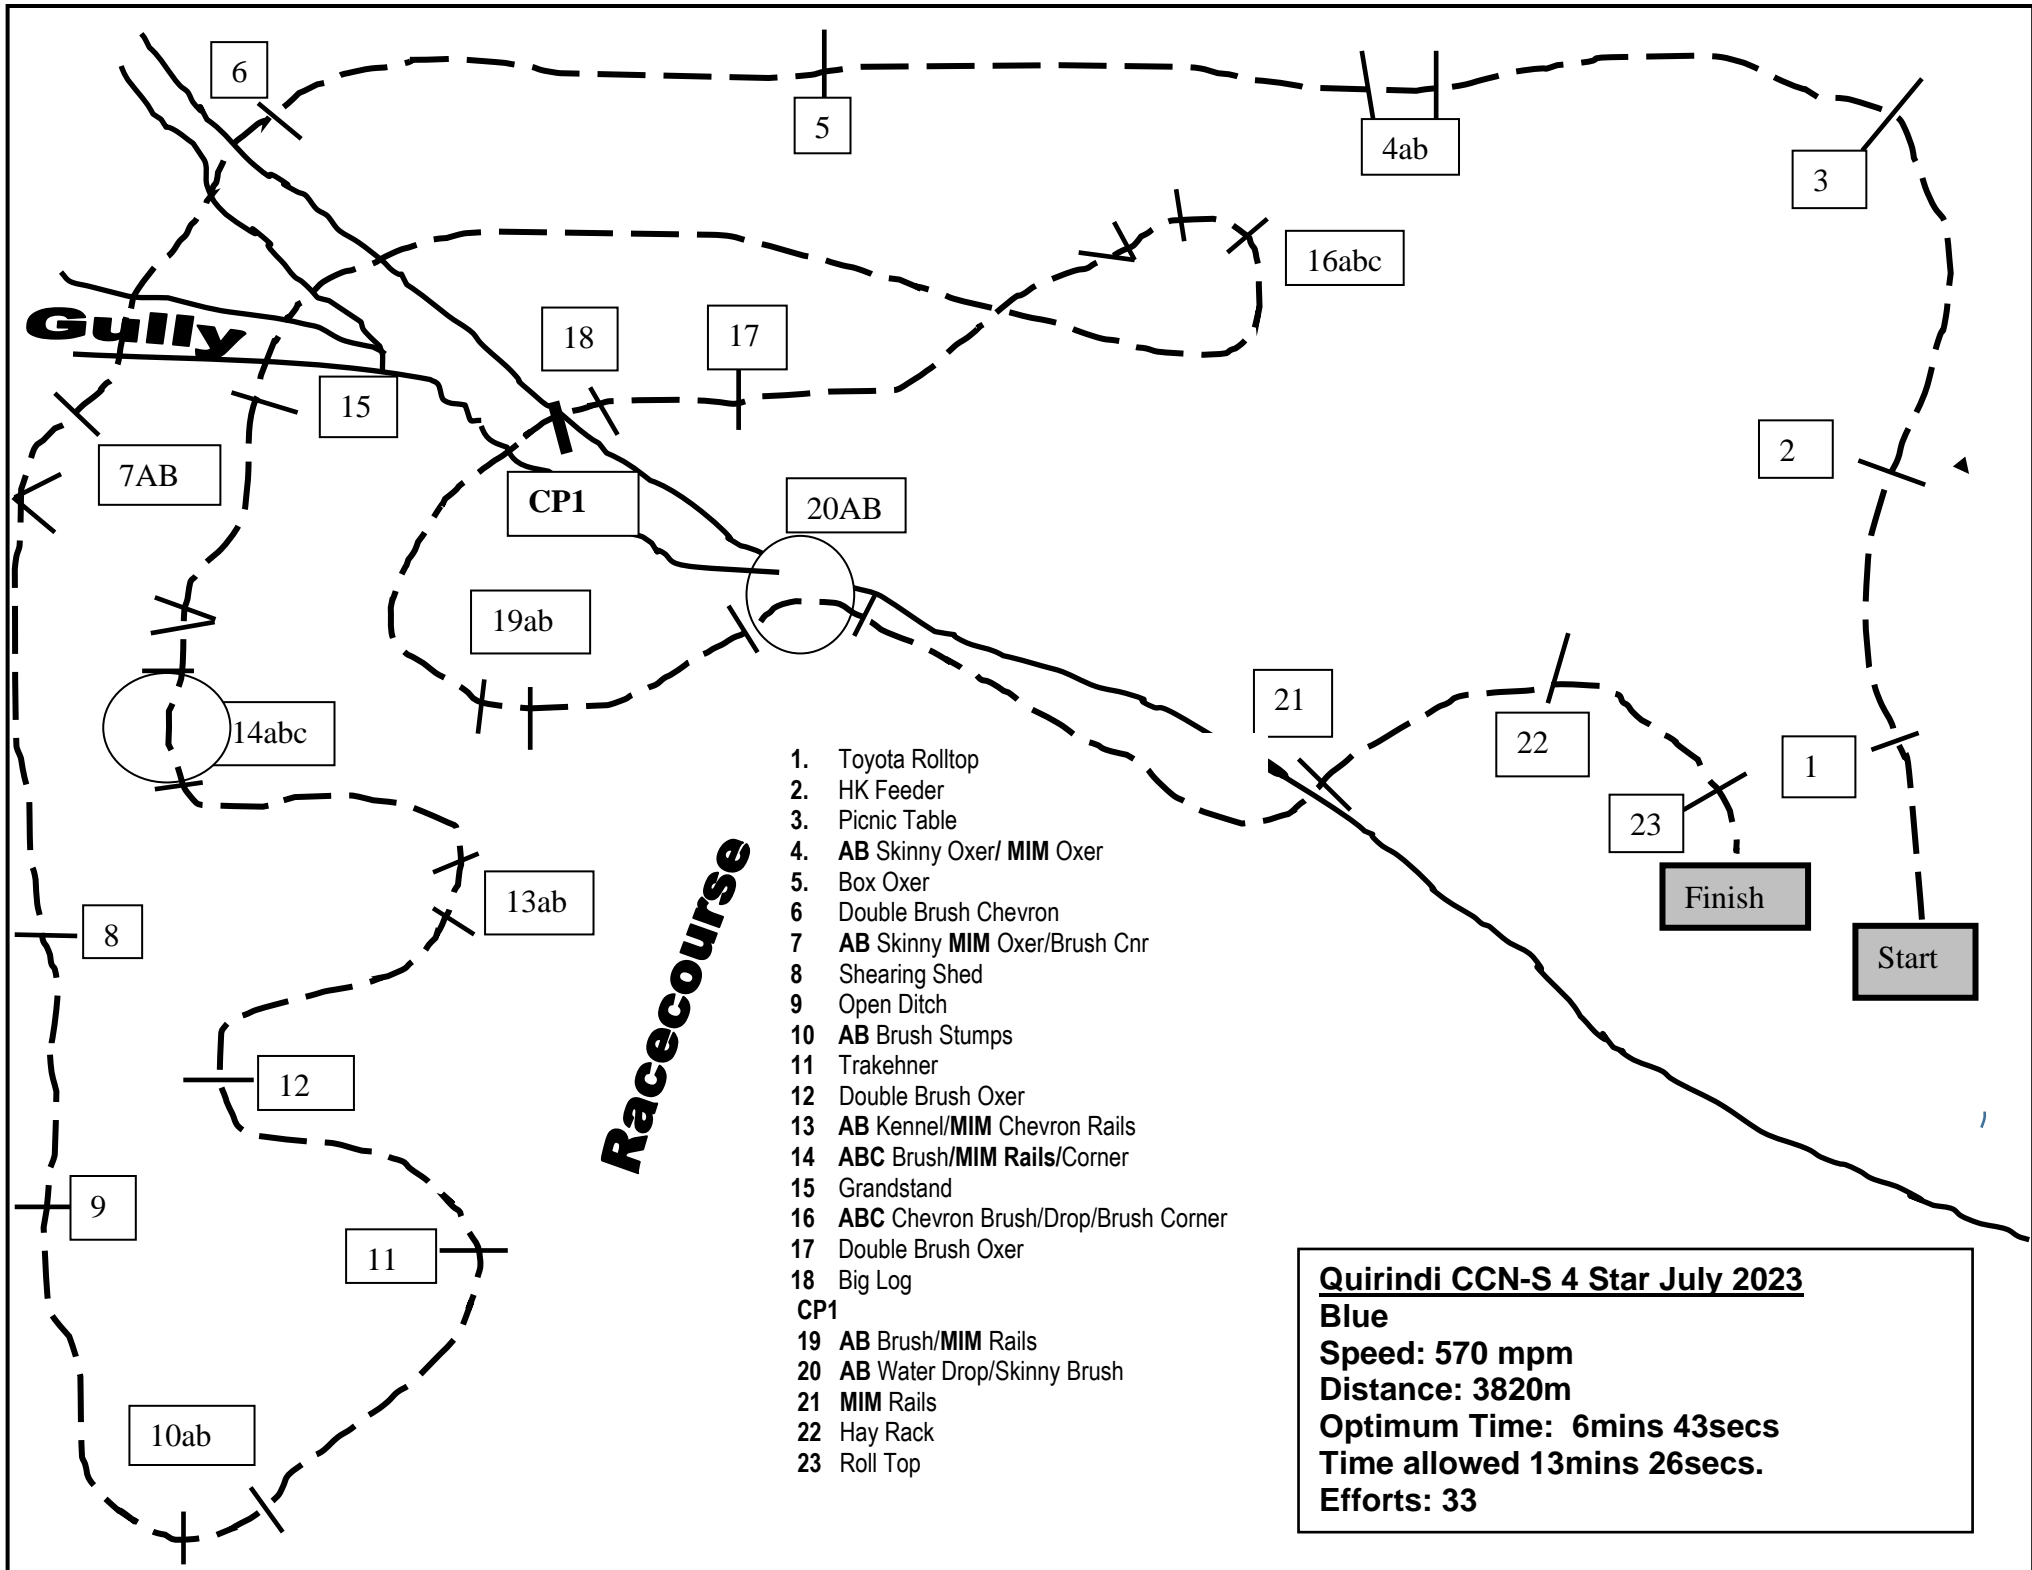 6
5
4ab
3
16abc
Gully
18
17
15
2
7AB
CP1
20AB
19ab
21
14abc
22
1
23
13ab
Finish
8
Start
12
9
11
10ab
Racecourse
1. Toyota Rolltop
2. HK Feeder
3. Picnic Table
4. AB Skinny Oxer/ MIM Oxer
5. Box Oxer
6 Double Brush Chevron
7 AB Skinny MIM Oxer/Brush Cnr
8 Shearing Shed
9 Open Ditch
10 AB Brush Stumps
11 Trakehner
12 Double Brush Oxer
13 AB Kennel/MIM Chevron Rails
14 ABC Brush/MIM Rails/Corner
15 Grandstand
16 ABC Chevron Brush/Drop/Brush Corner
17 Double Brush Oxer
18 Big Log
CP1
19 AB Brush/MIM Rails
20 AB Water Drop/Skinny Brush
21 MIM Rails
22 Hay Rack
23 Roll Top
Quirindi CCN-S 4 Star July 2023
Blue
Speed: 570 mpm
Distance: 3820m
Optimum Time: 6mins 43secs
Time allowed 13mins 26secs.
Efforts: 33